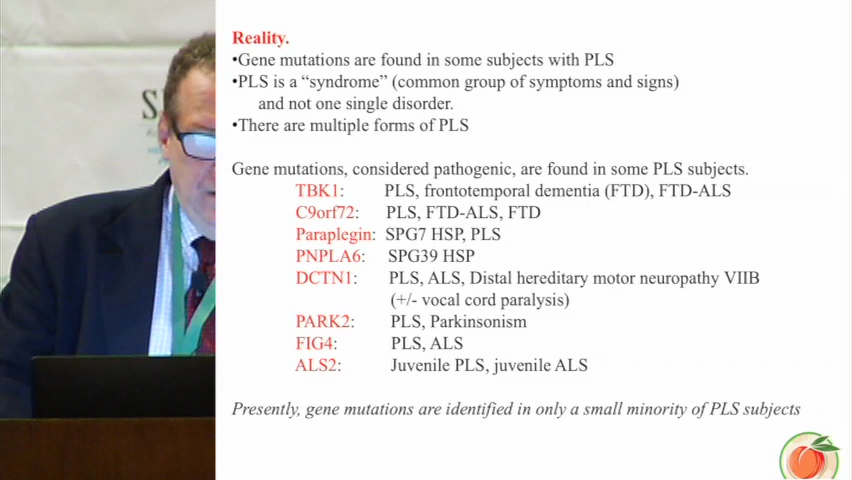 Reality.
•Gene mutations are found in some subjects with PLS
•PLS is a “syndrome” (common group of symptoms and signs)
and not one single disorder.
•There are multiple forms of PLS
Gene mutations, considered pathogenic, are found in some PLS subjects.
TBK1: PLS, frontotemporal dementia (FTD), FTD-ALS
C9orf72: PLS, FTD-ALS, FTD
Paraplegin: SPG7 HSP, PLS
PNPLA6: SPG39 HSP
DCTN1: PLS, ALS, Distal hereditary motor neuropathy VIIB
(+/- vocal cord paralysis)
PARK2: PLS, Parkinsonism
FIG4: PLS, ALS
ALS2: Juvenile PLS, juvenile ALS
Presently, gene mutations are identified in only a small minority of PLS subjects